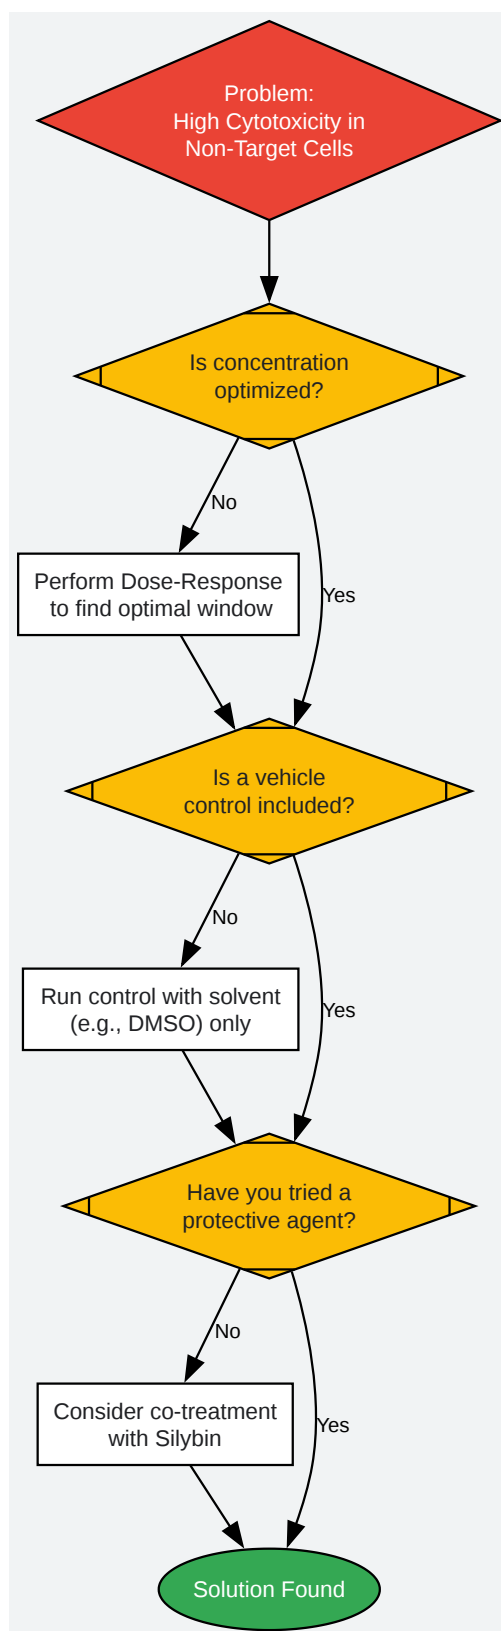 Problem:
High Cytotoxicity in
Non-Target Cells
Is concentration
optimized?
No
Yes
Perform Dose-Response
to find optimal window
Is a vehicle
control included?
No
Yes
Run control with solvent
(e.g., DMSO) only
Have you tried a
protective agent?
No
Yes
Consider co-treatment
with Silybin
Solution Found